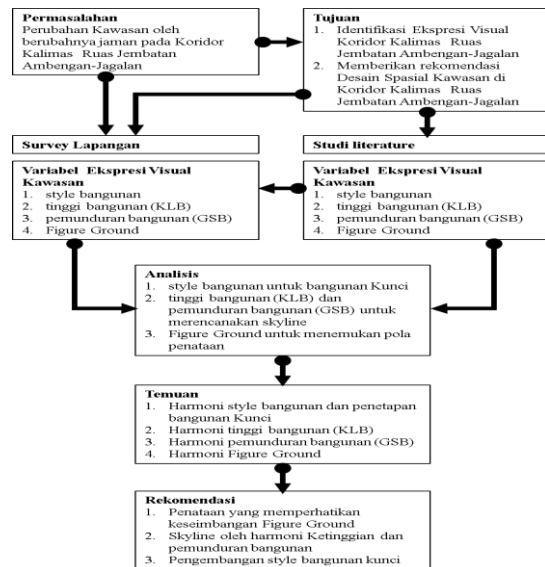 Permasalahan
Perubahan Kawasan oleh
berubahnya jaman pada Koridor
Kalimas Ruas Jembatan
Ambengan-Jagalan
Tujuan
1. Identifikasi Ekspresi Visual
Koridor Kalimas Ruas
Jembatan Ambengan-Jagalan
2. Memberikan rekomendasi
Desain Spasial Kawasan di
Koridor Kalimas Ruas
Jembatan Ambengan-Jagalan
Survey Lapangan
Studi literature
Variabel Ekspresi Visual
Kawasan
1. style bangunan
2. tinggi bangunan (KLB)
3. pemunduran bangunan (GSB)
4. Figure Ground
Variabel Ekspresi Visual
Kawasan
1. style bangunan
2. tinggi bangunan (KLB)
3. pemunduran bangunan (GSB)
4. Figure Ground
Analisis
1. style bangunan untuk bangunan Kunci
2. tinggi bangunan (KLB) dan
pemunduran bangunan (GSB) untuk
merencanakan skyline
3. Figure Ground untuk menemukan pola
penataan
Temuan
1. Harmoni style bangunan dan penetapan
bangunan Kunci
2. Harmoni tinggi bangunan (KLB)
3. Harmoni pemunduran bangunan (GSB)
4. Harmoni Figure Ground
Rekomendasi
1. Penataan yang memperhatikan
keseimbangan Figure Ground
2. Skyline oleh harmoni Ketinggian dan
pemunduran bangunan
3. Pengembangan style bangunan kunci